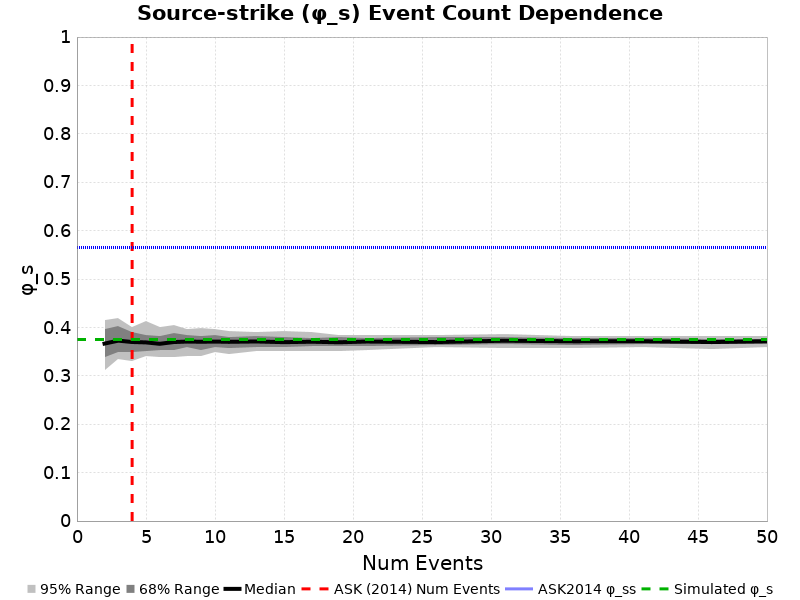 Source-strike (φ_s) Event Count Dependence
1
0.9
0.8
0.7
0.6
0.5
0.4
0.3
0.2
0.1
0
φ_s
0 5 10 15 20 25 30 35 40 45 50
Num Events
95% Range 68% Range Median ASK (2014) Num Events ASK2014 φ_ss Simulated φ_s